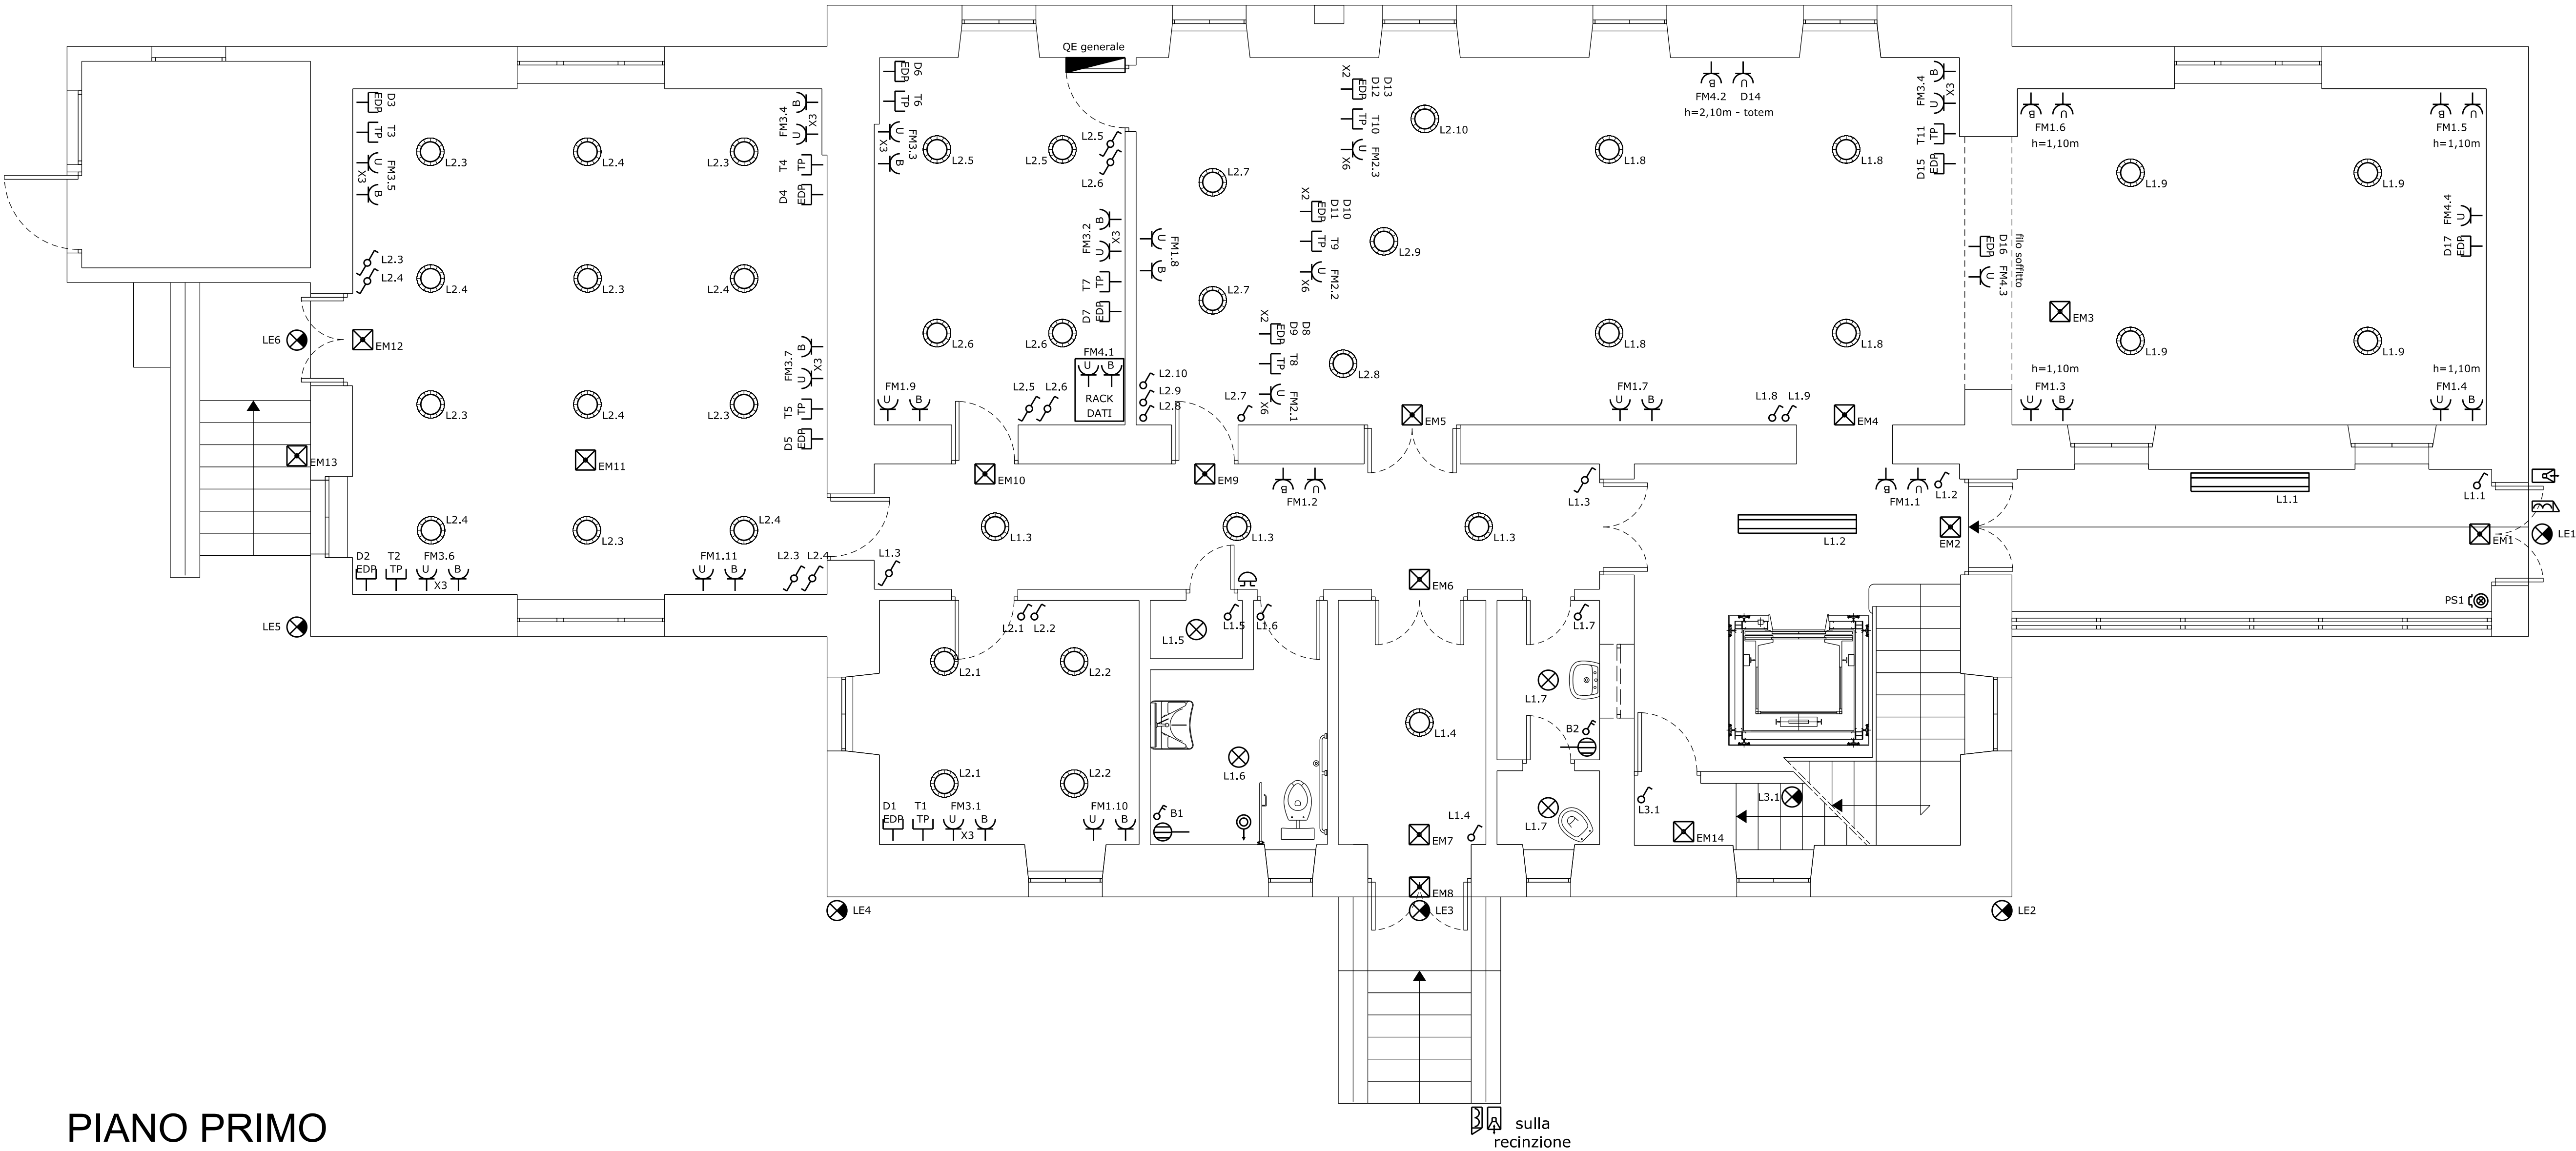 QE generale
D3
EDP
T3
TP
U
FM3.5
X3
B
L2.3
L2.4
L2.3
B
FM3.4
X3
U
T4
TP
D4
EDP
L2.3
L2.4
L2.4
L2.3
L2.4
LE6
EM12
B
FM3.7
X3
U
T5
TP
D5
EDP
L2.3
L2.4
L2.3
EM13
EM11
L2.4
L2.3
L2.4
D2
EDP
T2
TP
FM3.6
U
B
X3
FM1.11
U
B
L2.3
L2.4
LE5
D6
EDP
T6
TP
U
FM3.3
X3
B
L2.5
L2.5
L2.5
L2.6
B
FM3.2
X3
U
T7
TP
D7
EDP
L2.6
L2.6
FM4.1
U
B
RACK
DATI
FM1.9
U
B
L2.5
L2.6
U
FM1.8
B
L2.10
L2.9
L2.8
L2.7
L2.7
L2.7
X2
D13
D12
EDP
T10
TP
U
FM2.3
X6
L2.10
X2
D10
D11
EDP
T9
TP
U
FM2.2
X6
L2.9
X2
D8
D9
EDP
T8
TP
U
FM2.1
X6
L2.8
B
U
FM4.2
D14
h=2,10m - totem
L1.8
L1.8
L1.8
L1.8
FM1.7
U
B
L1.8
L1.9
EM5
EM4
B
FM3.4
X3
U
T11
TP
D15
EDP
EDP
D16
U
FM4.3
filo soffitto
B
U
FM1.6
h=1,10m
B
U
FM1.5
h=1,10m
L1.9
L1.9
FM4.4
U
D17
EDP
EM3
L1.9
L1.9
h=1,10m
FM1.3
U
B
h=1,10m
FM1.4
U
B
EM10
EM9
B
U
FM1.2
L1.3
B
U
FM1.1
L1.2
L1.1
L1.1
L1.3
L1.3
L1.3
L1.2
EM2
EM1
LE1
L1.3
EM6
PS1
L2.1
L2.2
L1.5
L1.5
L1.6
L1.7
L2.1
L2.2
L1.7
L1.4
B2
L1.6
L2.1
L2.2
D1
EDP
T1
TP
FM3.1
U
B
X3
FM1.10
U
B
B1
L1.4
EM7
L1.7
L3.1
L3.1
EM14
EM8
LE4
LE3
LE2
PIANO PRIMO
sulla
recinzione